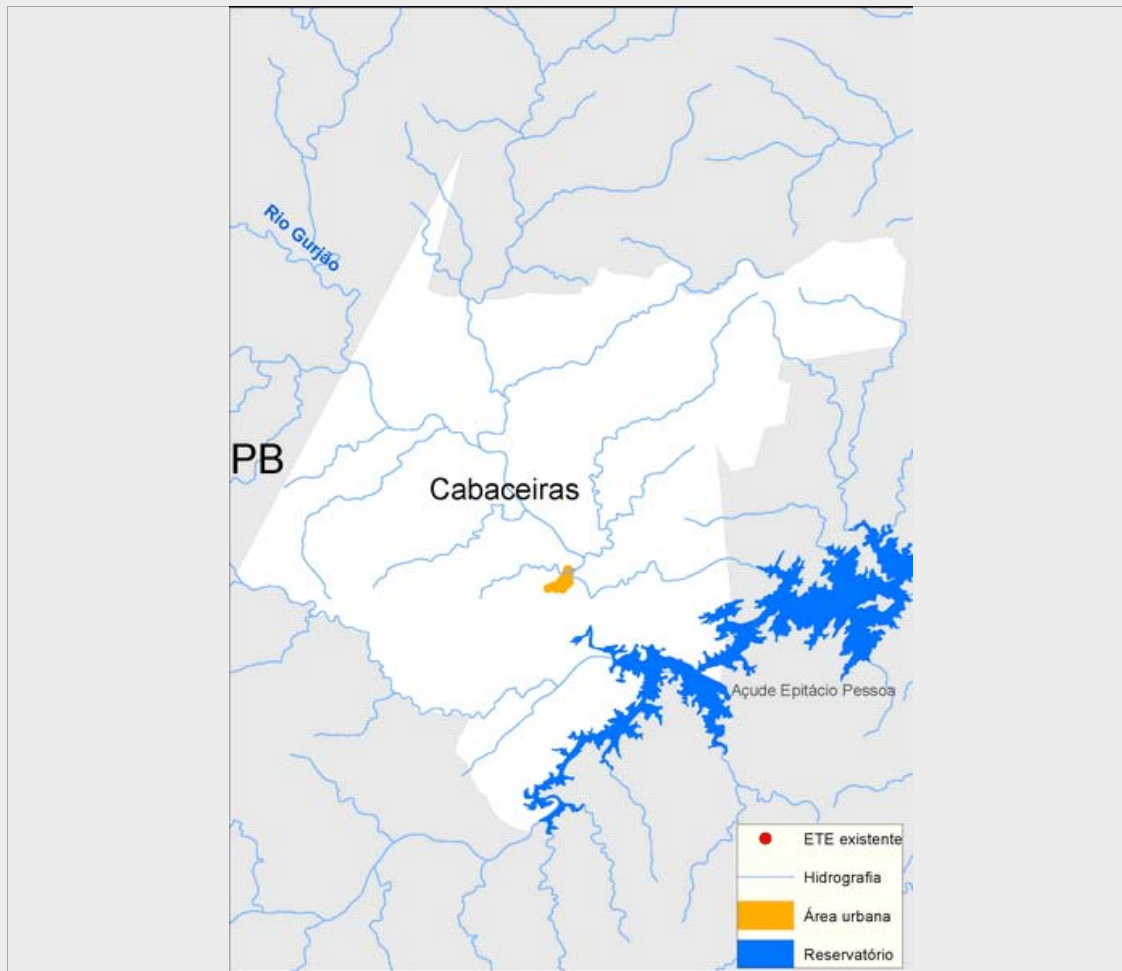 Rio Gurjão
PB
Cabaceiras
Açude Epitácio Pessoa
ETE existente
Hidrografia
Área urbana
Reservatório